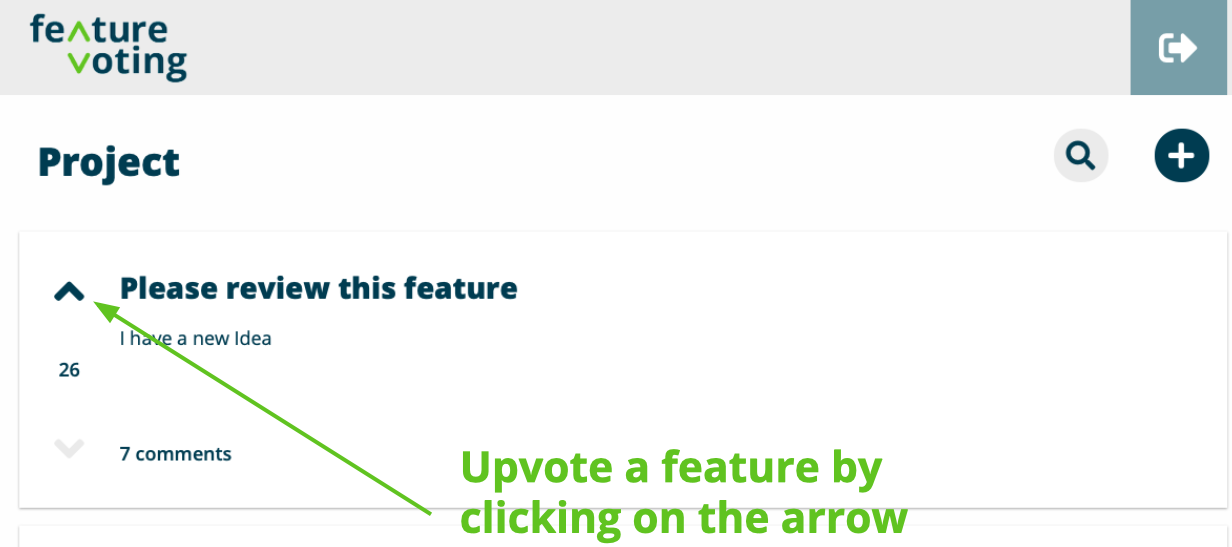 feature
voting
Project
Please review this feature
I have a new Idea
26
7 comments
Upvote a feature by
clicking on the arrow